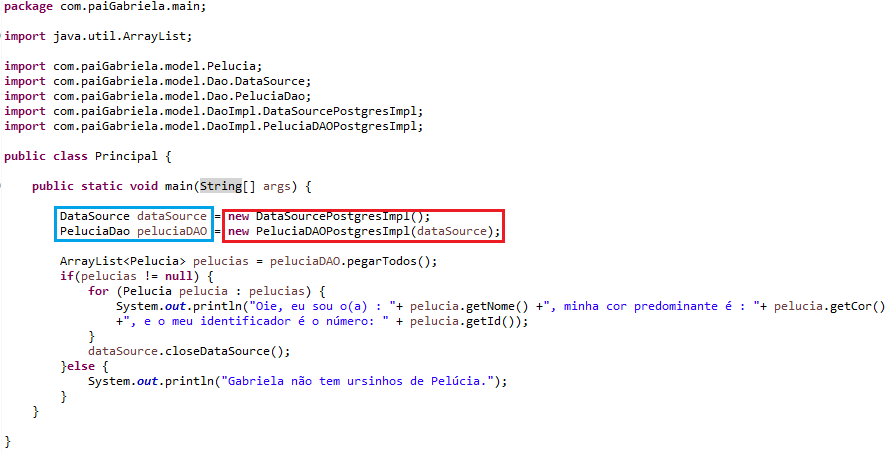 package com.paiGabriela.main;
import java.util.ArrayList;
import com.paiGabriela.model.Pelucia;
import com.paiGabriela.model.Dao.DataSource;
import com.paiGabriela.model.Dao.PeluciaDao;
import com.paiGabriela.model.DaoImpl.DataSourcePostgresImpl;
import com.paiGabriela.model.DaoImpl.PeluciaDAOPostgresImpl;
public class Principal {
public static void main(String[] args) {
DataSource dataSource = new DataSourcePostgresImpl();
PeluciaDao peluciaDAO = new PeluciaDAOPostgresImpl(dataSource);
ArrayList<Pelucia> pelucias = peluciaDAO.pegarTodos();
if(pelucias != null) {
for (Pelucia pelucia : pelucias) {
System.out.println("Oie, eu sou o(a) : "+ pelucia.getNome() +", minha cor predominante é : "+ pelucia.getCor()
+", e o meu identificador é o número: " + pelucia.getId());
}
dataSource.closeDataSource();
}else {
System.out.println("Gabriela não tem ursinhos de Pelúcia.");
}
}
}